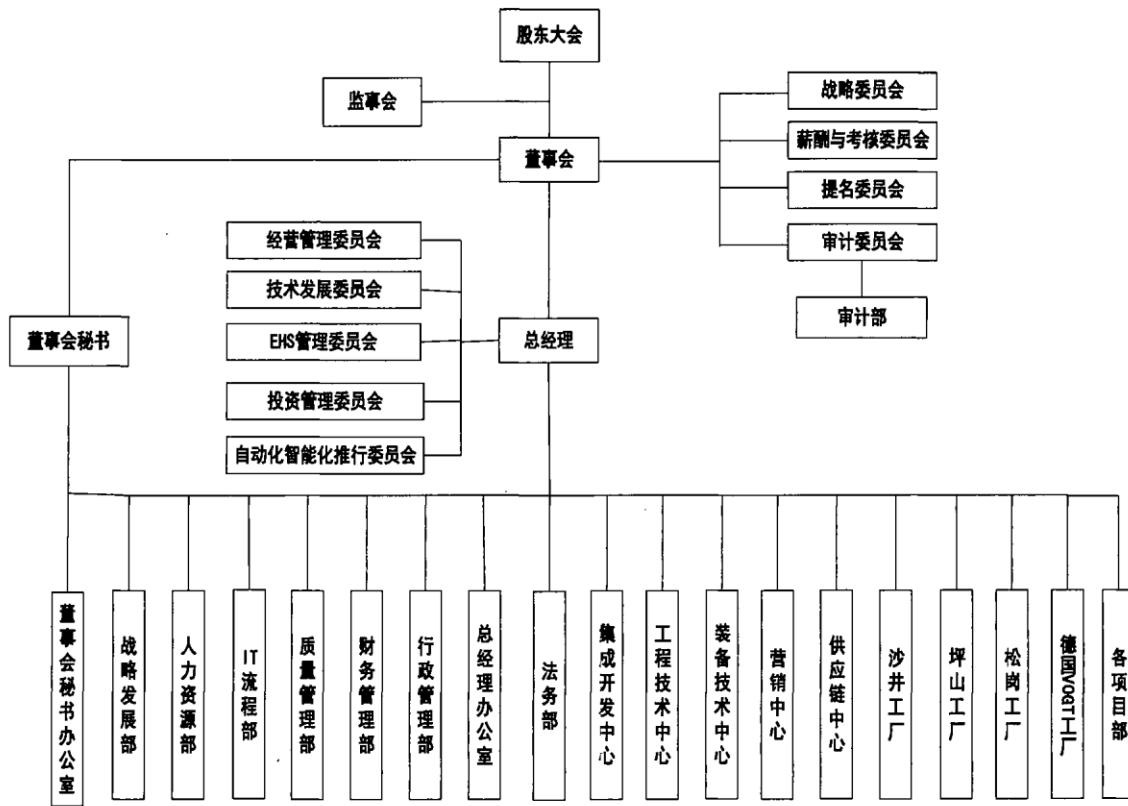 股东大会
监事会
战略委员会
薪酬与考核委员会
董事会
提名委员会
经营管理委员会
审计委员会
技术发展委员会
审计部
董事会秘书
EHS管理委员会
总经理
投资管理委员会
自动化智能化推行委员会
董事会秘书办公室
战略发展部
人力资源部
IT流程部
质量管理部
财务管理部
行政管理部
总经理办公室
法务部
集成开发中心
工程技术中心
装备技术中心
营销中心
供应链中心
沙井工厂
坪山工厂
松岗工厂
德国VOGT工厂
各项目部